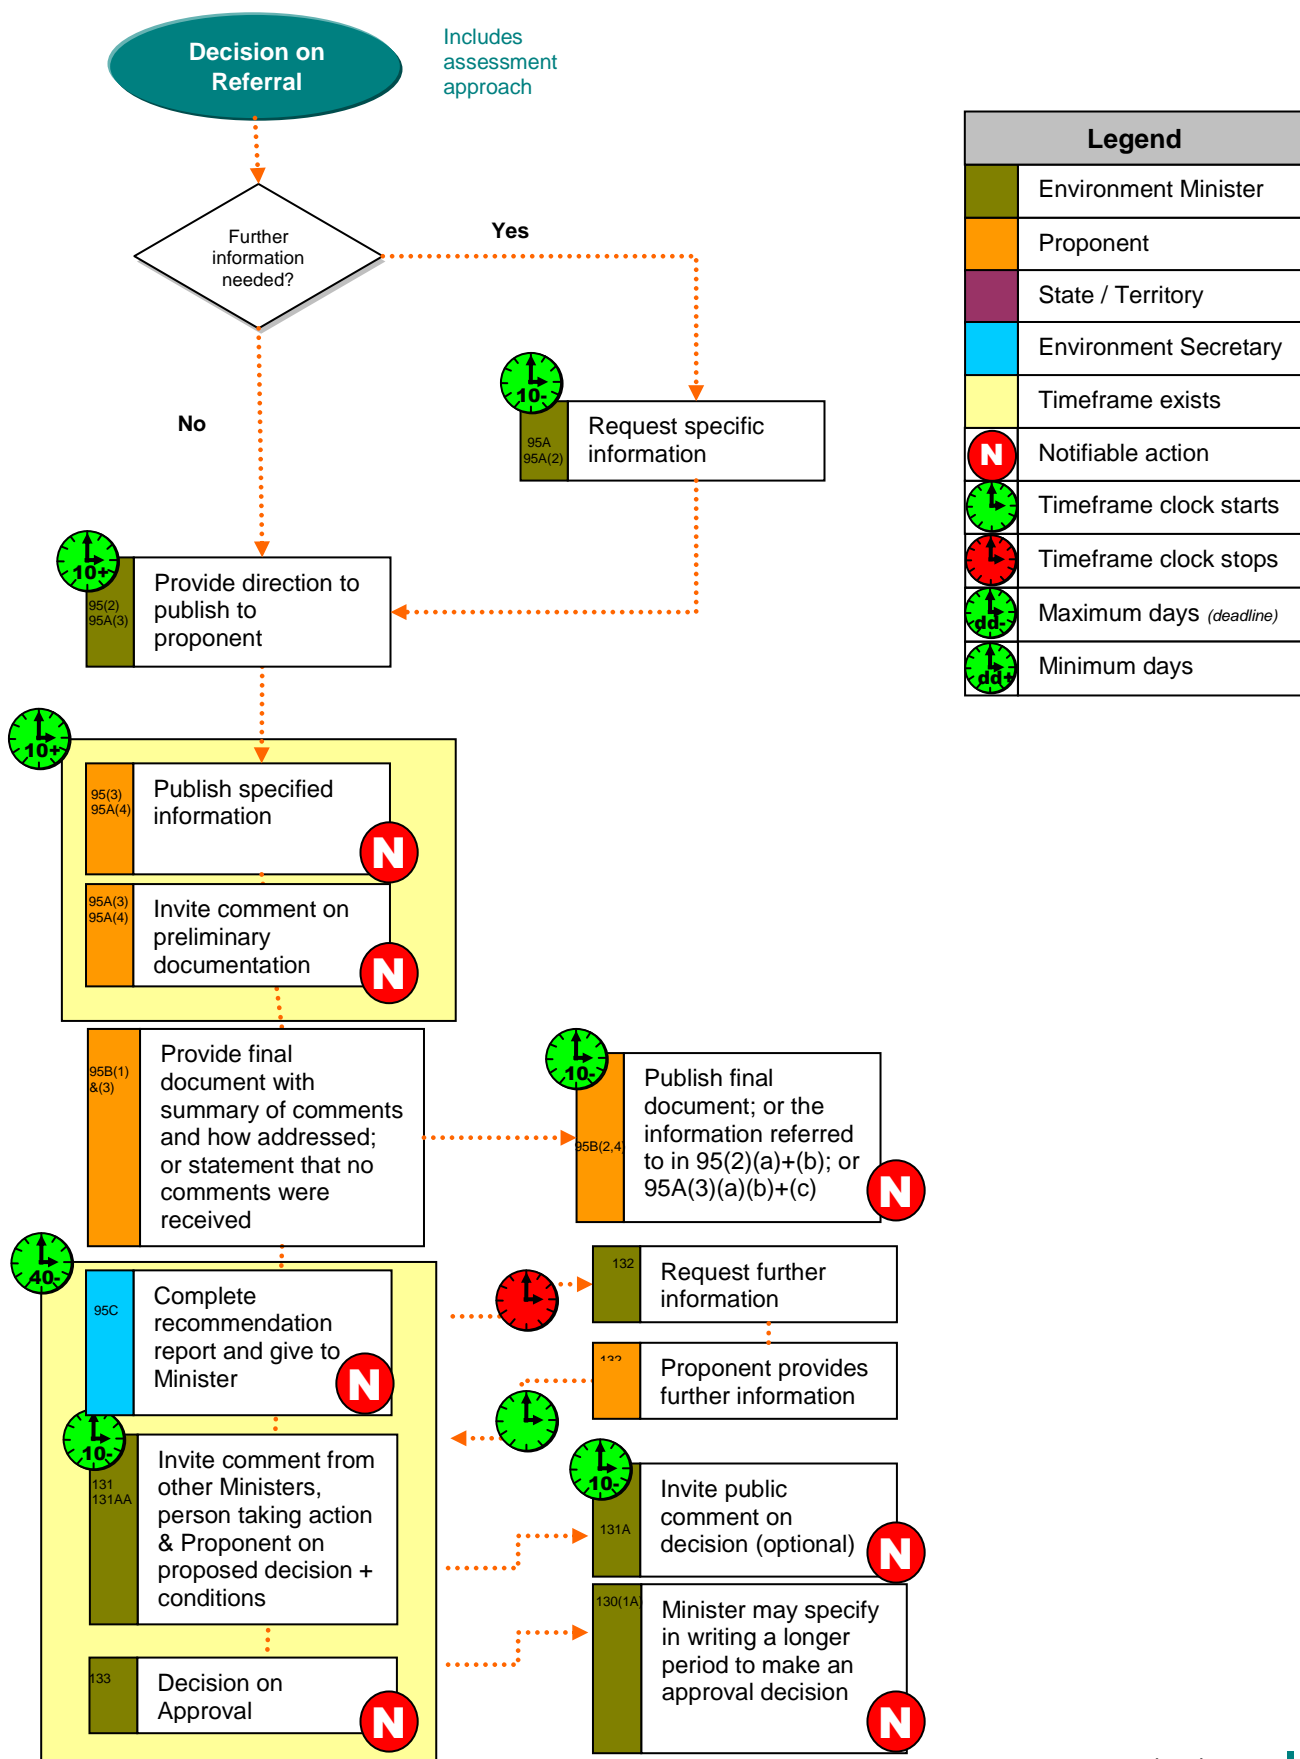 Decision on
Referral
Includes
assessment
approach
Further
information
needed?
Yes
No
10-
95A
95A(2)
Request specific
information
10+
95(2)
95A(3)
Provide direction to
publish to
proponent
10+
95(3)
95A(4)
Publish specified
information
N
95A(3)
95A(4)
Invite comment on
preliminary
documentation
N
95B(1)
&(3)
Provide final
document with
summary of comments
and how addressed;
or statement that no
comments were
received
10-
95B(2,4)
Publish final
document; or the
information referred
to in 95(2)(a)+(b); or
95A(3)(a)(b)+(c)
N
40-
95C
Complete
recommendation
report and give to
Minister
N
132
Request further
information
132
Proponent provides
further information
10-
131
131AA
Invite comment from
other Ministers,
person taking action
& Proponent on
proposed decision +
conditions
10-
131A
Invite public
comment on
decision (optional)
N
133
Decision on
Approval
N
130(1A)
Minister may specify
in writing a longer
period to make an
approval decision
N
Legend
Environment Minister
Proponent
State / Territory
Environment Secretary
Timeframe exists
N
Notifiable action
Timeframe clock starts
Timeframe clock stops
dd-
Maximum days (deadline)
dd+
Minimum days